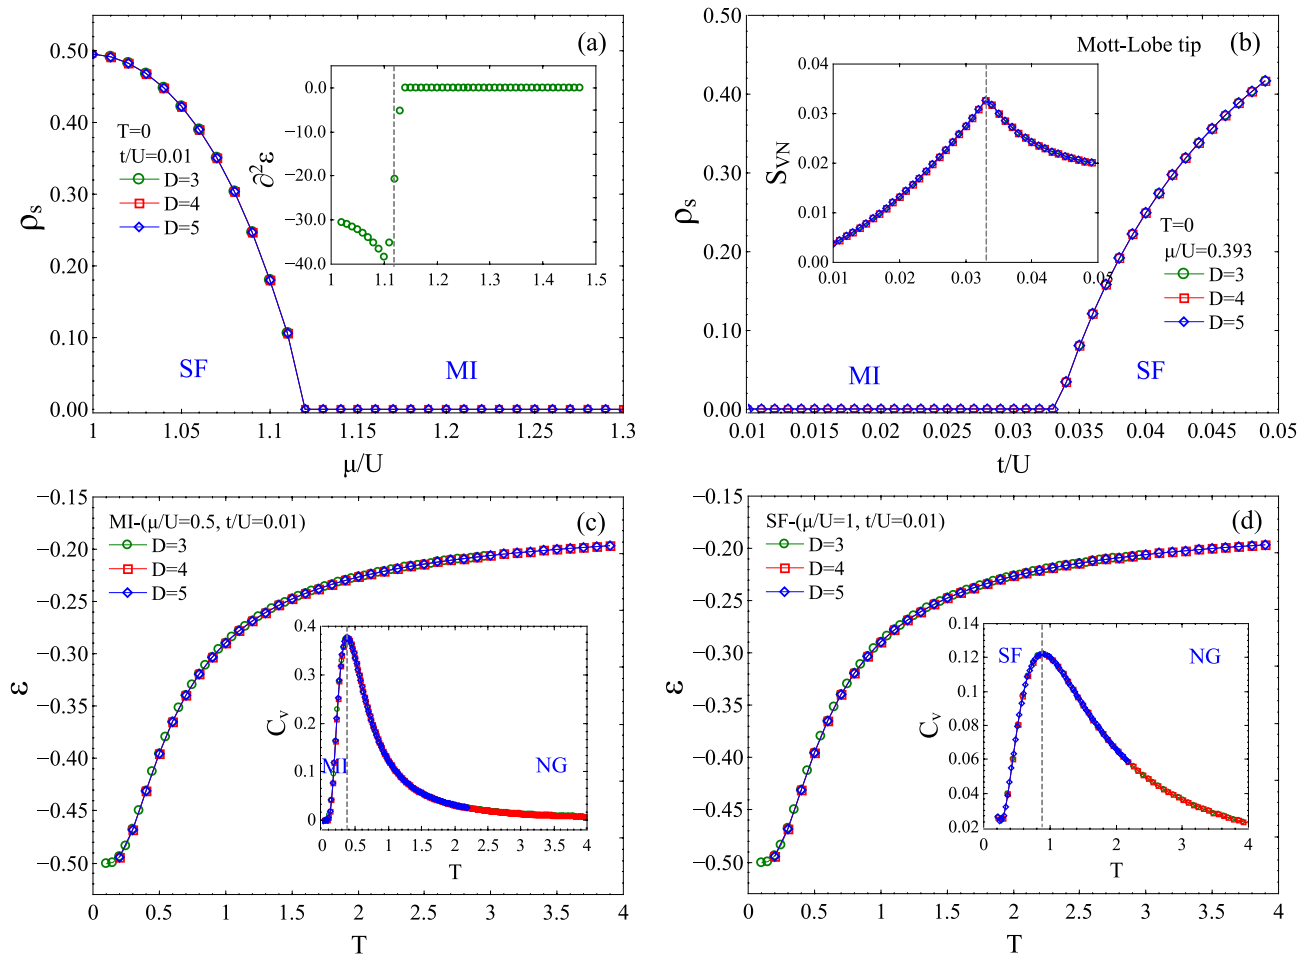 (a)
0.50
0.40
0.30
0.20
0.10
0.00
ρs
T=0
t/U=0.01
D=3
D=4
D=5
0.0
−10.0
−20.0
−30.0
−40.0
∂²ε
1 1.1 1.2 1.3 1.4 1.5
SF
MI
1 1.05 1.1 1.15 1.2 1.25 1.3
μ/U
(b)
Mott-Lobe tip
0.50
0.40
0.30
0.20
0.10
0.00
ρs
0.04
0.03
0.02
0.01
0.00
SVN
0.01 0.02 0.03 0.04 0.05
T=0
μ/U=0.393
D=3
D=4
D=5
MI
SF
0.01 0.015 0.02 0.025 0.03 0.035 0.04 0.045 0.05
t/U
(c)
MI-(μ/U=0.5, t/U=0.01)
D=3
D=4
D=5
−0.15
−0.20
−0.25
−0.30
−0.35
−0.40
−0.45
−0.50
ε
0.4
0.3
0.2
0.1
0
Cv
MI
NG
0 0.5 1 1.5 2 2.5 3 3.5 4
T
0 0.5 1 1.5 2 2.5 3 3.5 4
T
(d)
SF-(μ/U=1, t/U=0.01)
D=3
D=4
D=5
−0.15
−0.20
−0.25
−0.30
−0.35
−0.40
−0.45
−0.50
ε
0.14
0.12
0.1
0.08
0.06
0.04
0.02
Cv
SF
NG
0 1 2 3 4
T
0 0.5 1 1.5 2 2.5 3 3.5 4
T